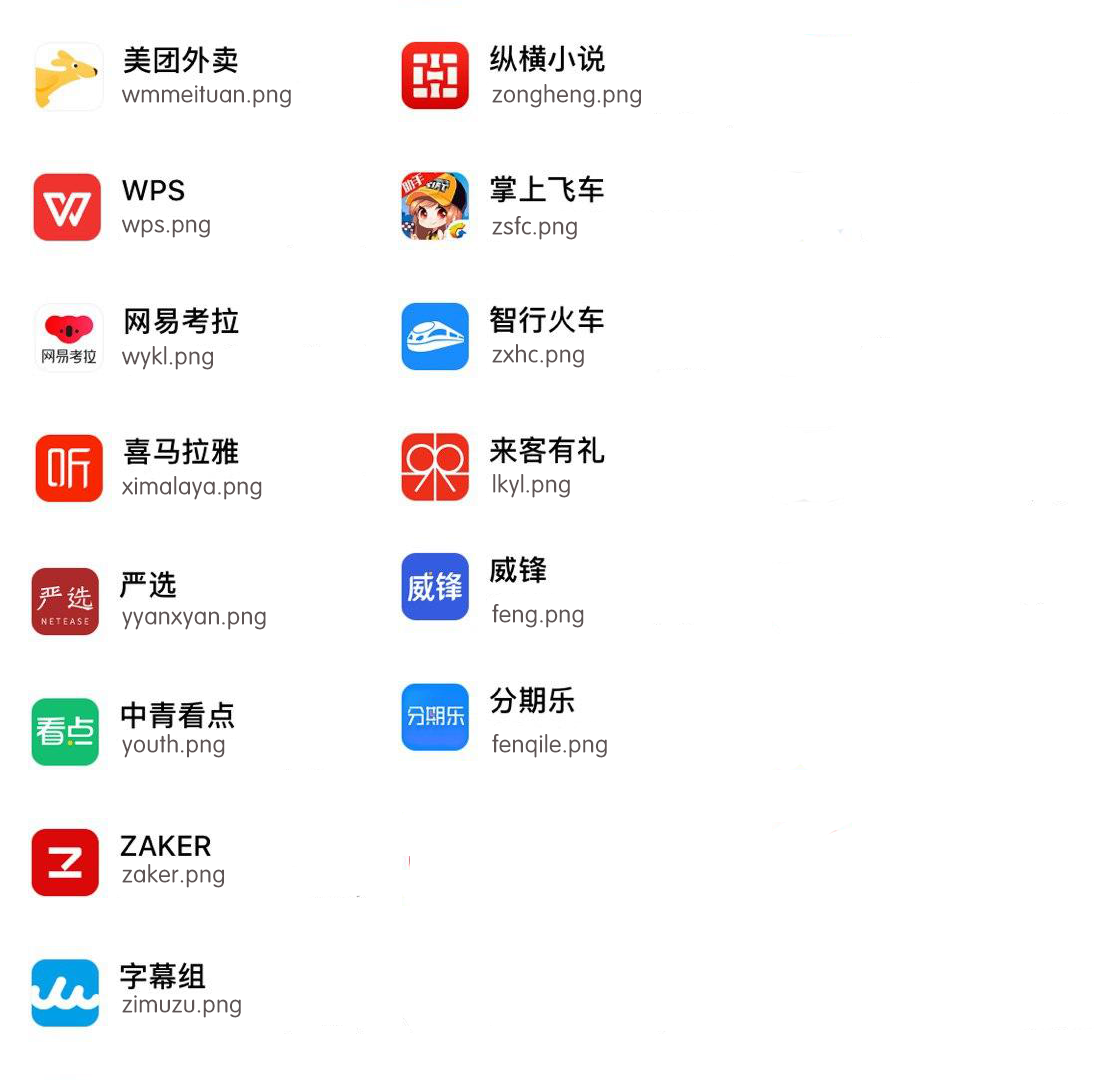 美团外卖
wmmeituan.png
WPS
wps.png
网易考拉
网易考拉
wykl.png
听
喜马拉雅
ximalaya.png
严选
NETEASE
严选
yyanxyan.png
看点
中青看点
youth.png
ZAKER
zaker.png
字幕组
zimuzu.png
纵横小说
zongheng.png
助手
掌上飞车
zsfc.png
智行火车
zxhc.png
来客有礼
lkyl.png
威锋
威锋
feng.png
分期乐
分期乐
fenqile.png